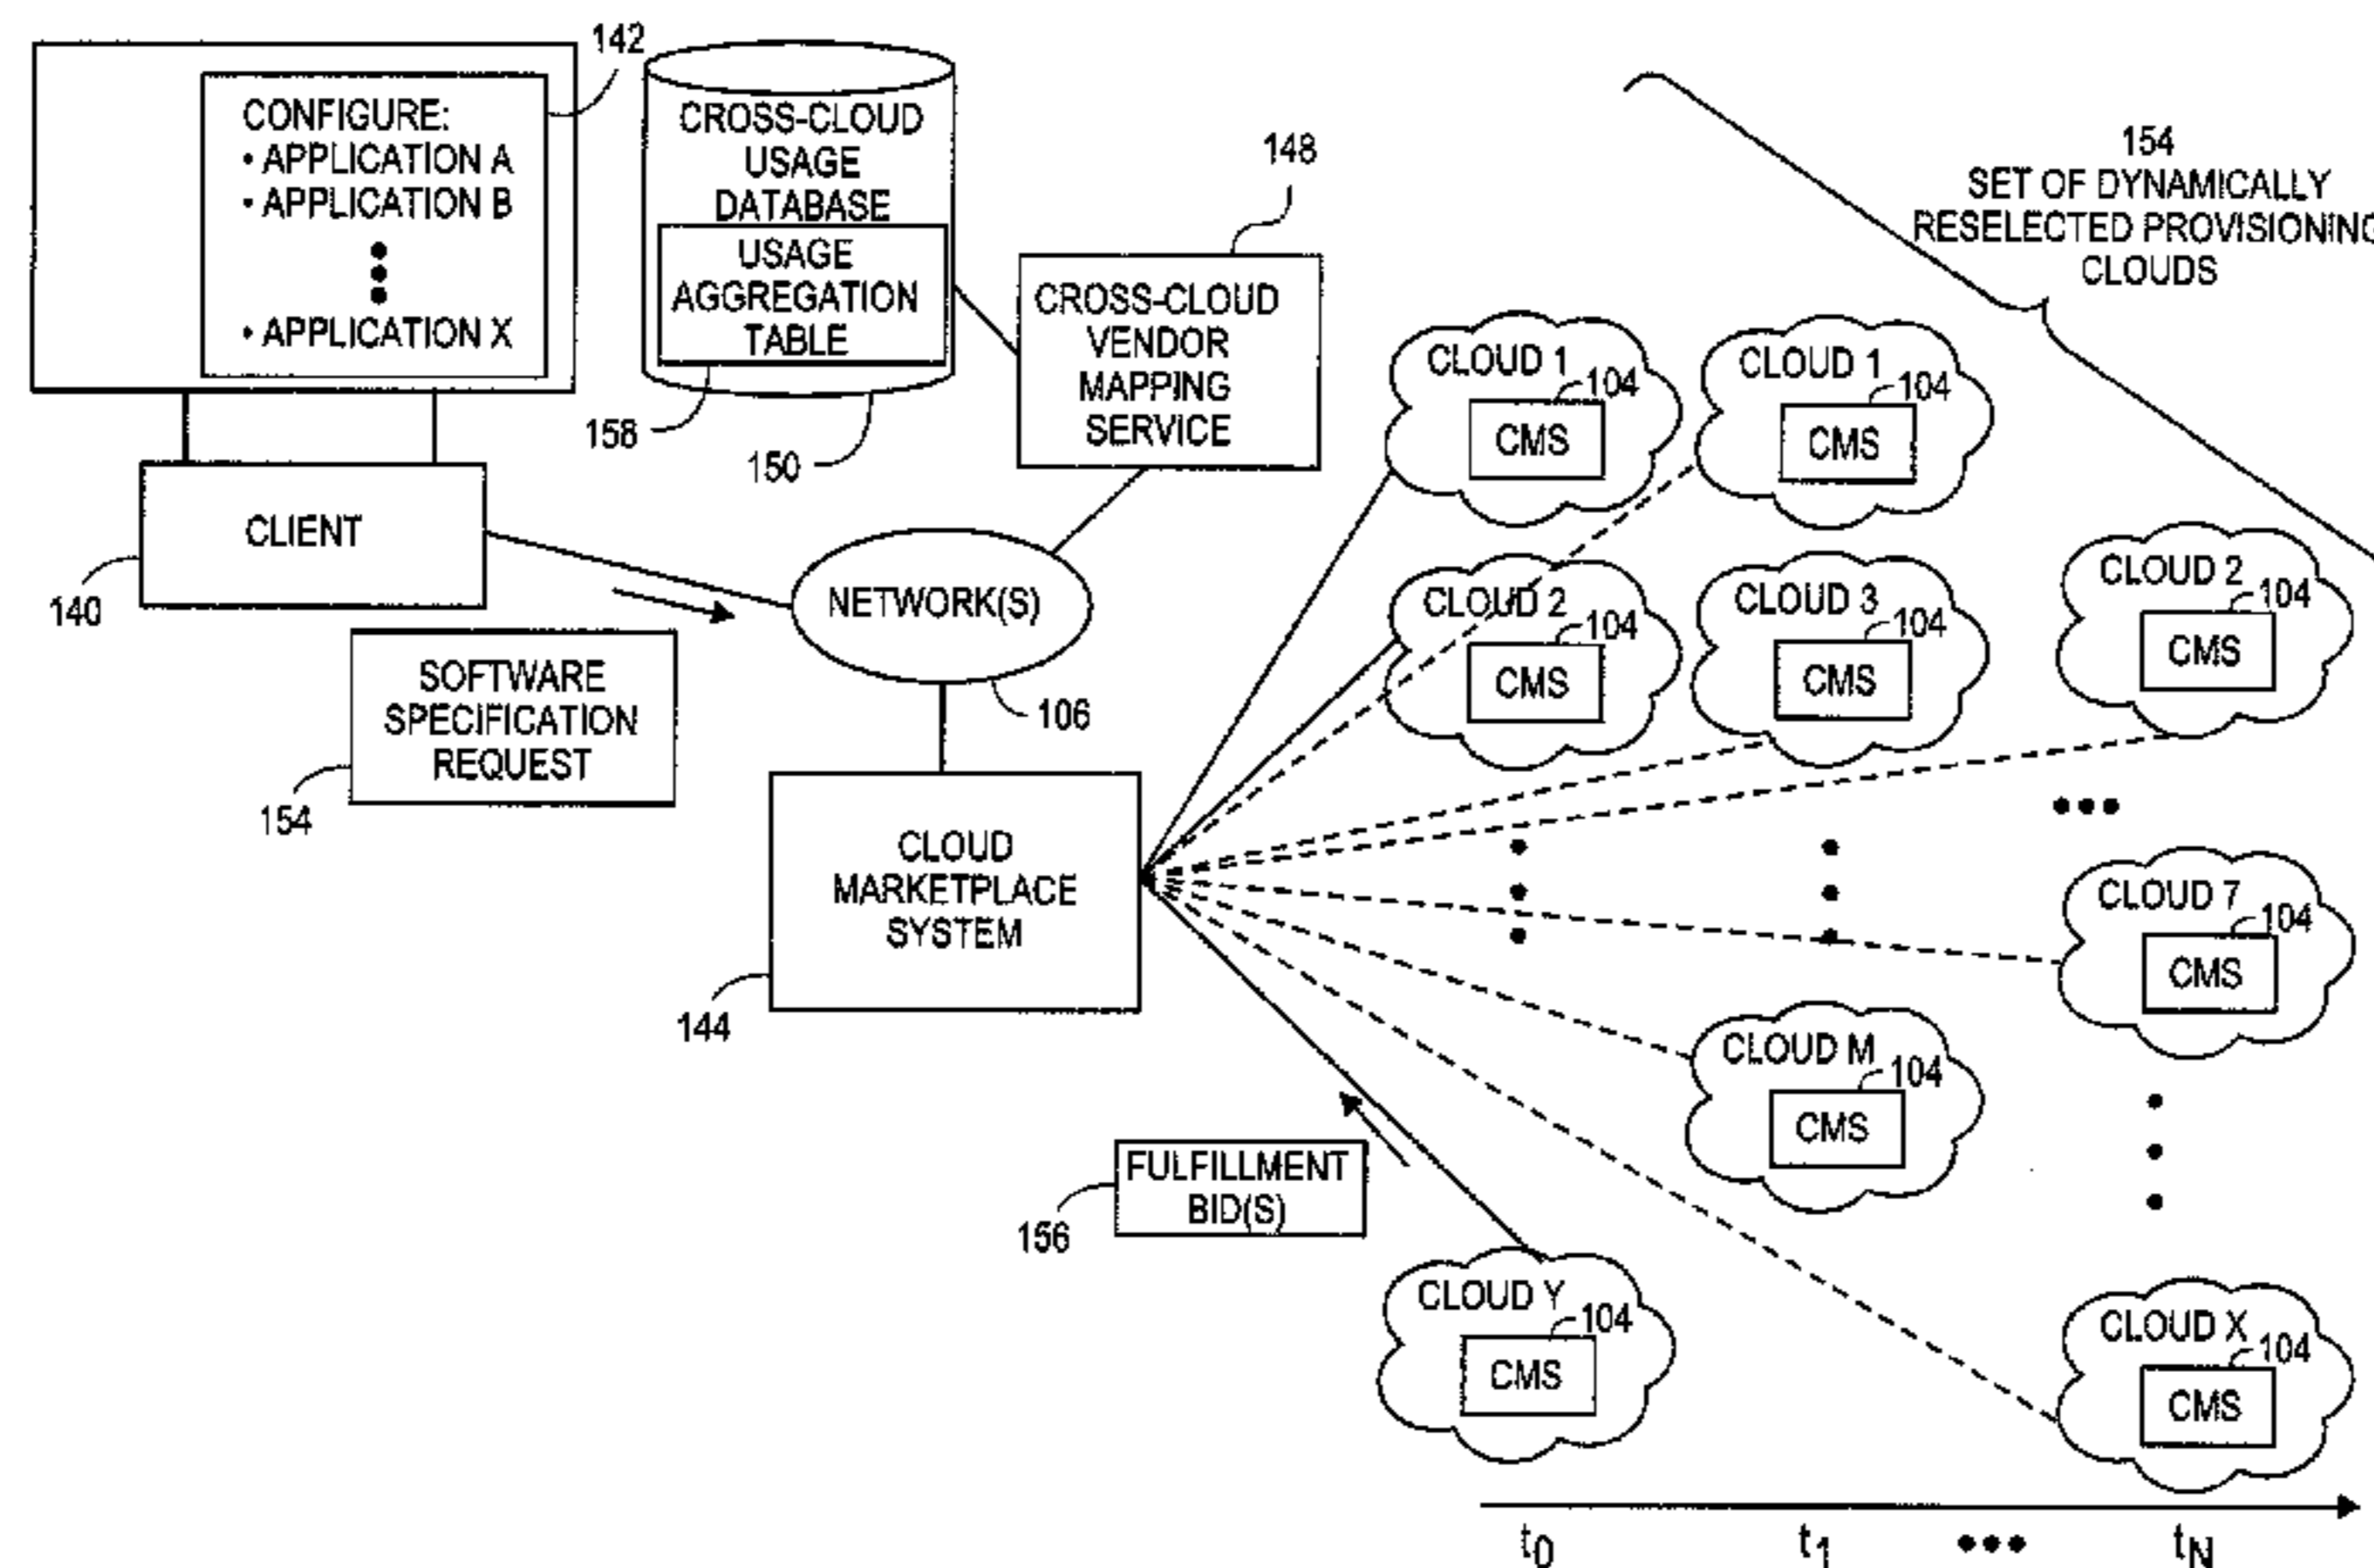 142
CONFIGURE:
• APPLICATION A
• APPLICATION B
• APPLICATION X
CROSS-CLOUD
USAGE
DATABASE
USAGE
AGGREGATION
TABLE
158
150
148
CROSS-CLOUD
VENDOR
MAPPING
SERVICE
154
SET OF DYNAMICALLY
RESELECTED PROVISIONING
CLOUDS
CLIENT
140
NETWORK(S)
106
SOFTWARE
SPECIFICATION
REQUEST
154
CLOUD
MARKETPLACE
SYSTEM
144
FULFILLMENT
BID(S)
156
CLOUD 1
104
CMS
CLOUD 1
104
CMS
CLOUD 2
104
CMS
CLOUD 3
104
CMS
CLOUD 2
104
CMS
CLOUD 7
104
CMS
CLOUD M
104
CMS
CLOUD Y
104
CMS
CLOUD X
104
CMS
t0
t1
•••
tN